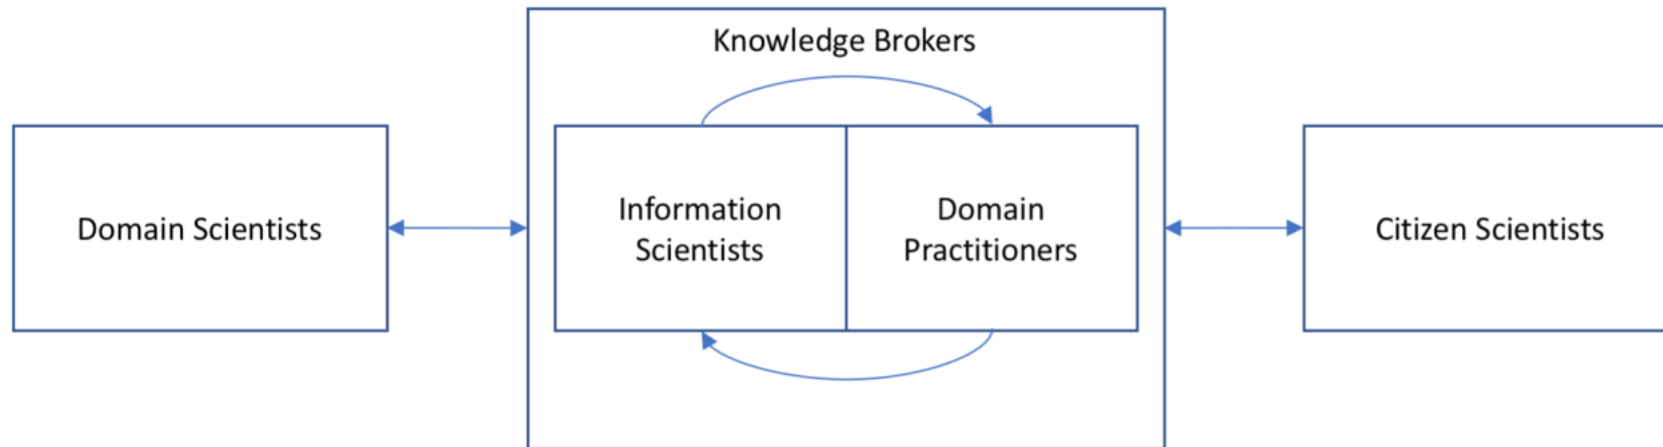 Knowledge Brokers
Domain Scientists
Information
Scientists
Domain
Practitioners
Citizen Scientists